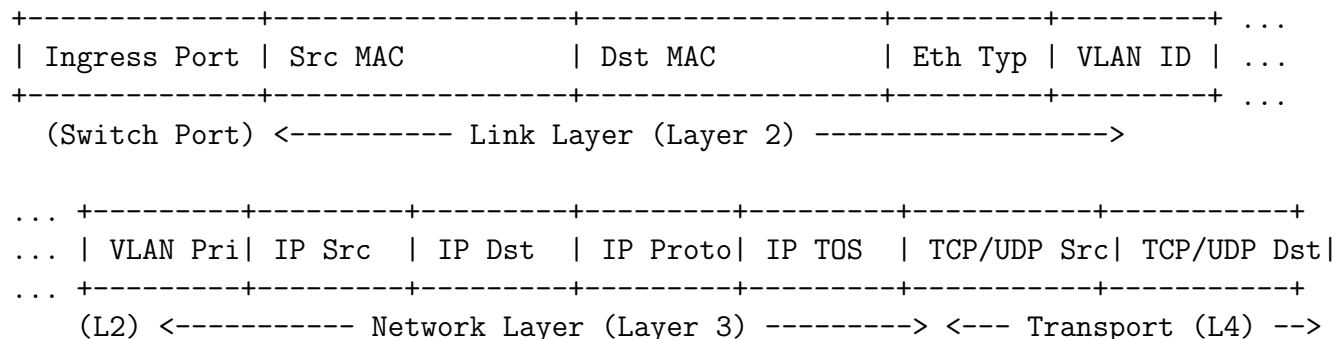 +--------------+------------------+------------------+---------+---------+ ...
| Ingress Port | Src MAC          | Dst MAC          | Eth Typ | VLAN ID | ...
+--------------+------------------+------------------+---------+---------+ ...
  (Switch Port) <---------- Link Layer (Layer 2) ------------------>
... +---------+---------+---------+---------+---------+-----------+-----------+
... | VLAN Pri| IP Src  | IP Dst  | IP Proto| IP TOS  | TCP/UDP Src| TCP/UDP Dst|
... +---------+---------+---------+---------+---------+-----------+-----------+
    (L2) <----------- Network Layer (Layer 3) ---------> <--- Transport (L4) -->